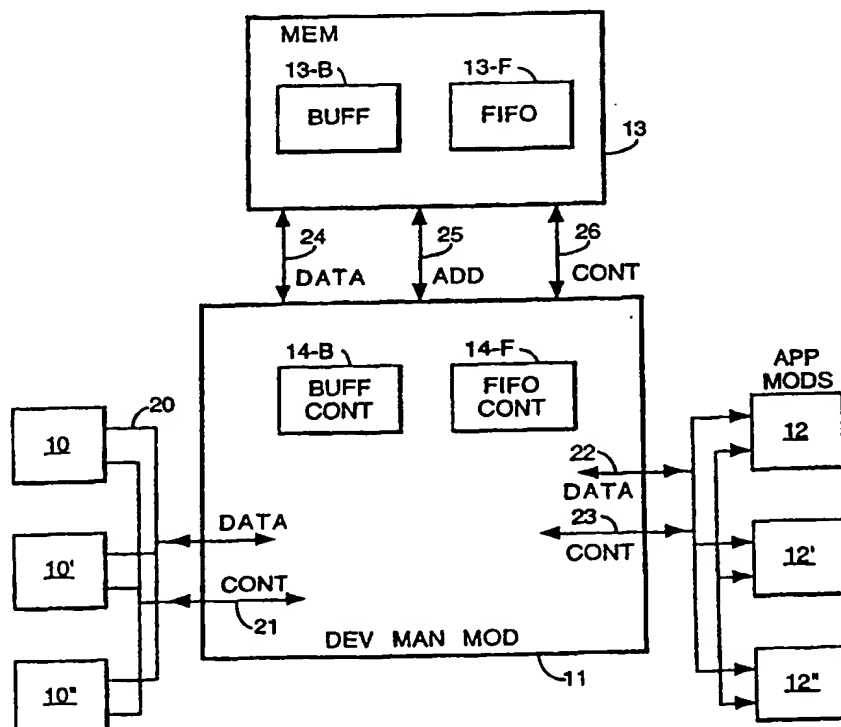 MEM
13-B
13-F
BUFF
FIFO
13
24
25
26
DATA
ADD
CONT
14-B
14-F
BUFF
CONT
FIFO
CONT
APP
MODS
20
10
12
22
DATA
23
CONT
DATA
10'
12'
CONT
21
DEV MAN MOD
11
10"
12"